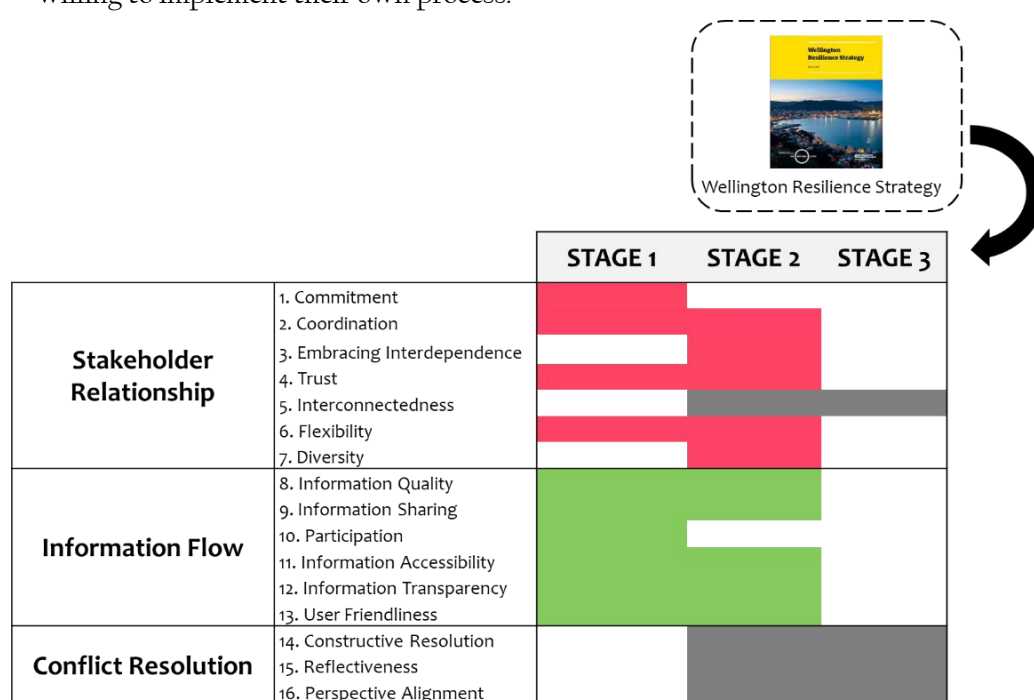 willing to implement their own process.
Wellington
Resilience Strategy
Wellington Resilience Strategy
STAGE 1 STAGE 2 STAGE 3
Stakeholder
Relationship
1. Commitment
2. Coordination
3. Embracing Interdependence
4. Trust
5. Interconnectedness
6. Flexibility
7. Diversity
Information Flow
8. Information Quality
9. Information Sharing
10. Participation
11. Information Accessibility
12. Information Transparency
13. User Friendliness
Conflict Resolution
14. Constructive Resolution
15. Reflectiveness
16. Perspective Alignment